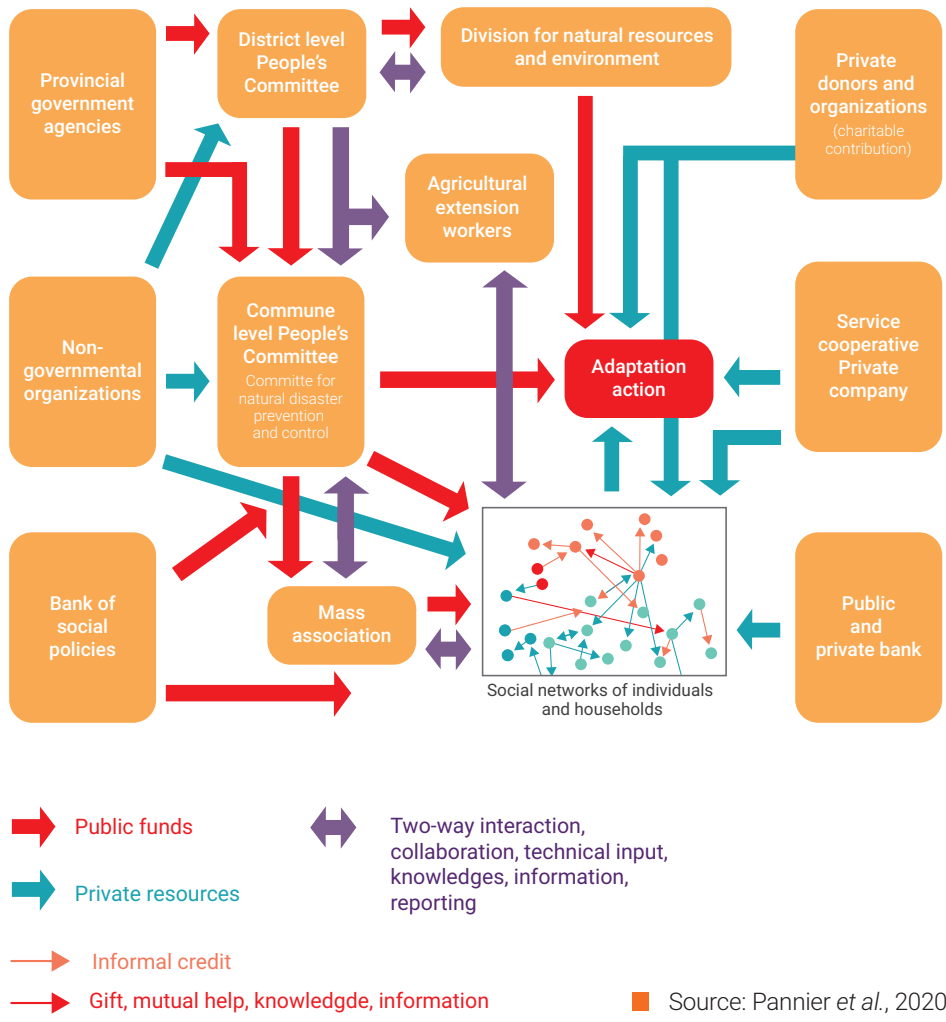 Provincial
government
agencies
District level
People's
Committee
Division for natural resources
and environment
Private
donors and
organizations
(charitable
contribution)
Agricultural
extension
workers
Non-
governmental
organizations
Commune
level People's
Committee
Committe for
natural disaster
prevention
and control
Adaptation
action
Service
cooperative
Private
company
Bank of
social
policies
Mass
association
Public
and
private bank
Social networks of individuals
and households
Public funds
Private resources
Two-way interaction,
collaboration, technical input,
knowledges, information,
reporting
Informal credit
Gift, mutual help, knowledgde, information
Source: Pannier et al., 2020